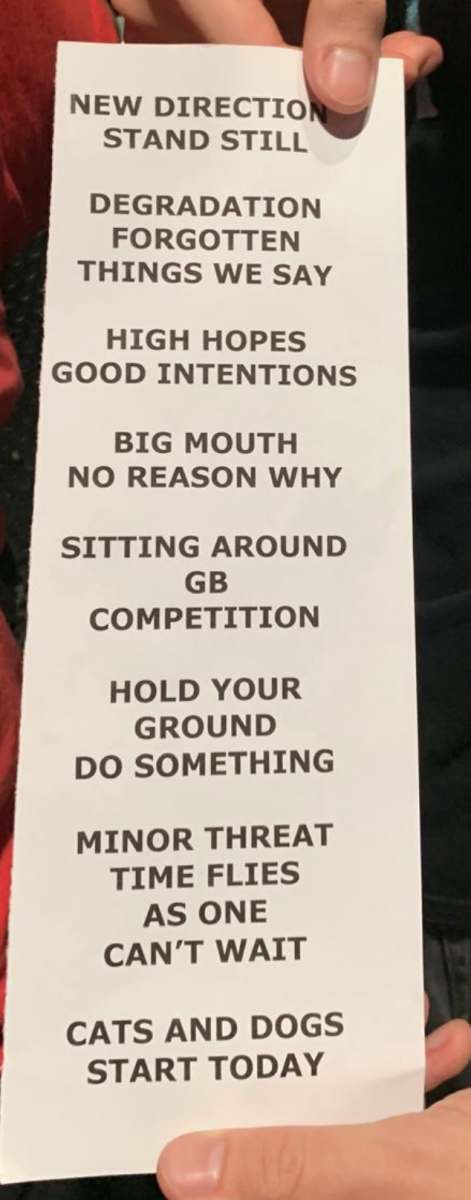 NEW DIRECTION
STAND STILL
DEGRADATION
FORGOTTEN
THINGS WE SAY
HIGH HOPES
GOOD INTENTIONS
BIG MOUTH
NO REASON WHY
SITTING AROUND
GB
COMPETITION
HOLD YOUR
GROUND
DO SOMETHING
MINOR THREAT
TIME FLIES
AS ONE
CAN'T WAIT
CATS AND DOGS
START TODAY